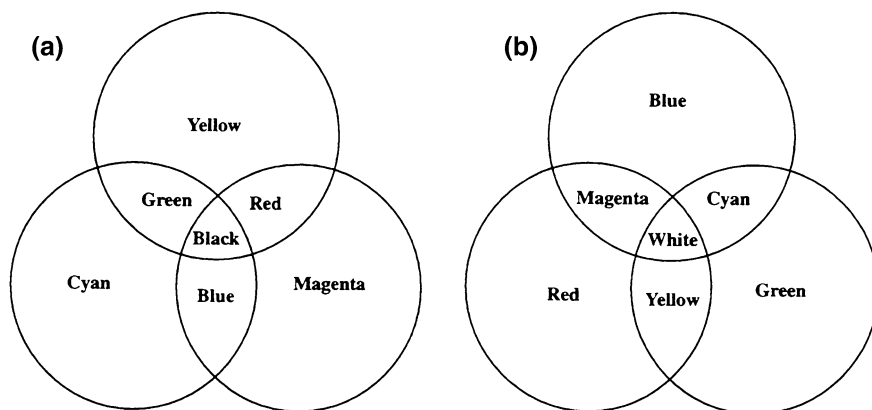 (a)
Yellow
Green
Red
Black
Cyan
Blue
Magenta
(b)
Blue
Magenta
Cyan
White
Red
Yellow
Green